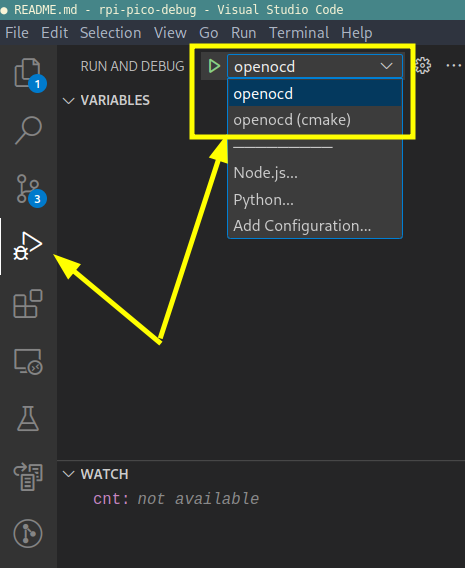 ● README.md - rpi-pico-debug - Visual Studio Code
File Edit Selection View Go Run Terminal Help
RUN AND DEBUG openocd ...
1
VARIABLES
openocd
openocd (cmake)
Node.js...
3
Python...
Add Configuration...
WATCH
cnt: not available